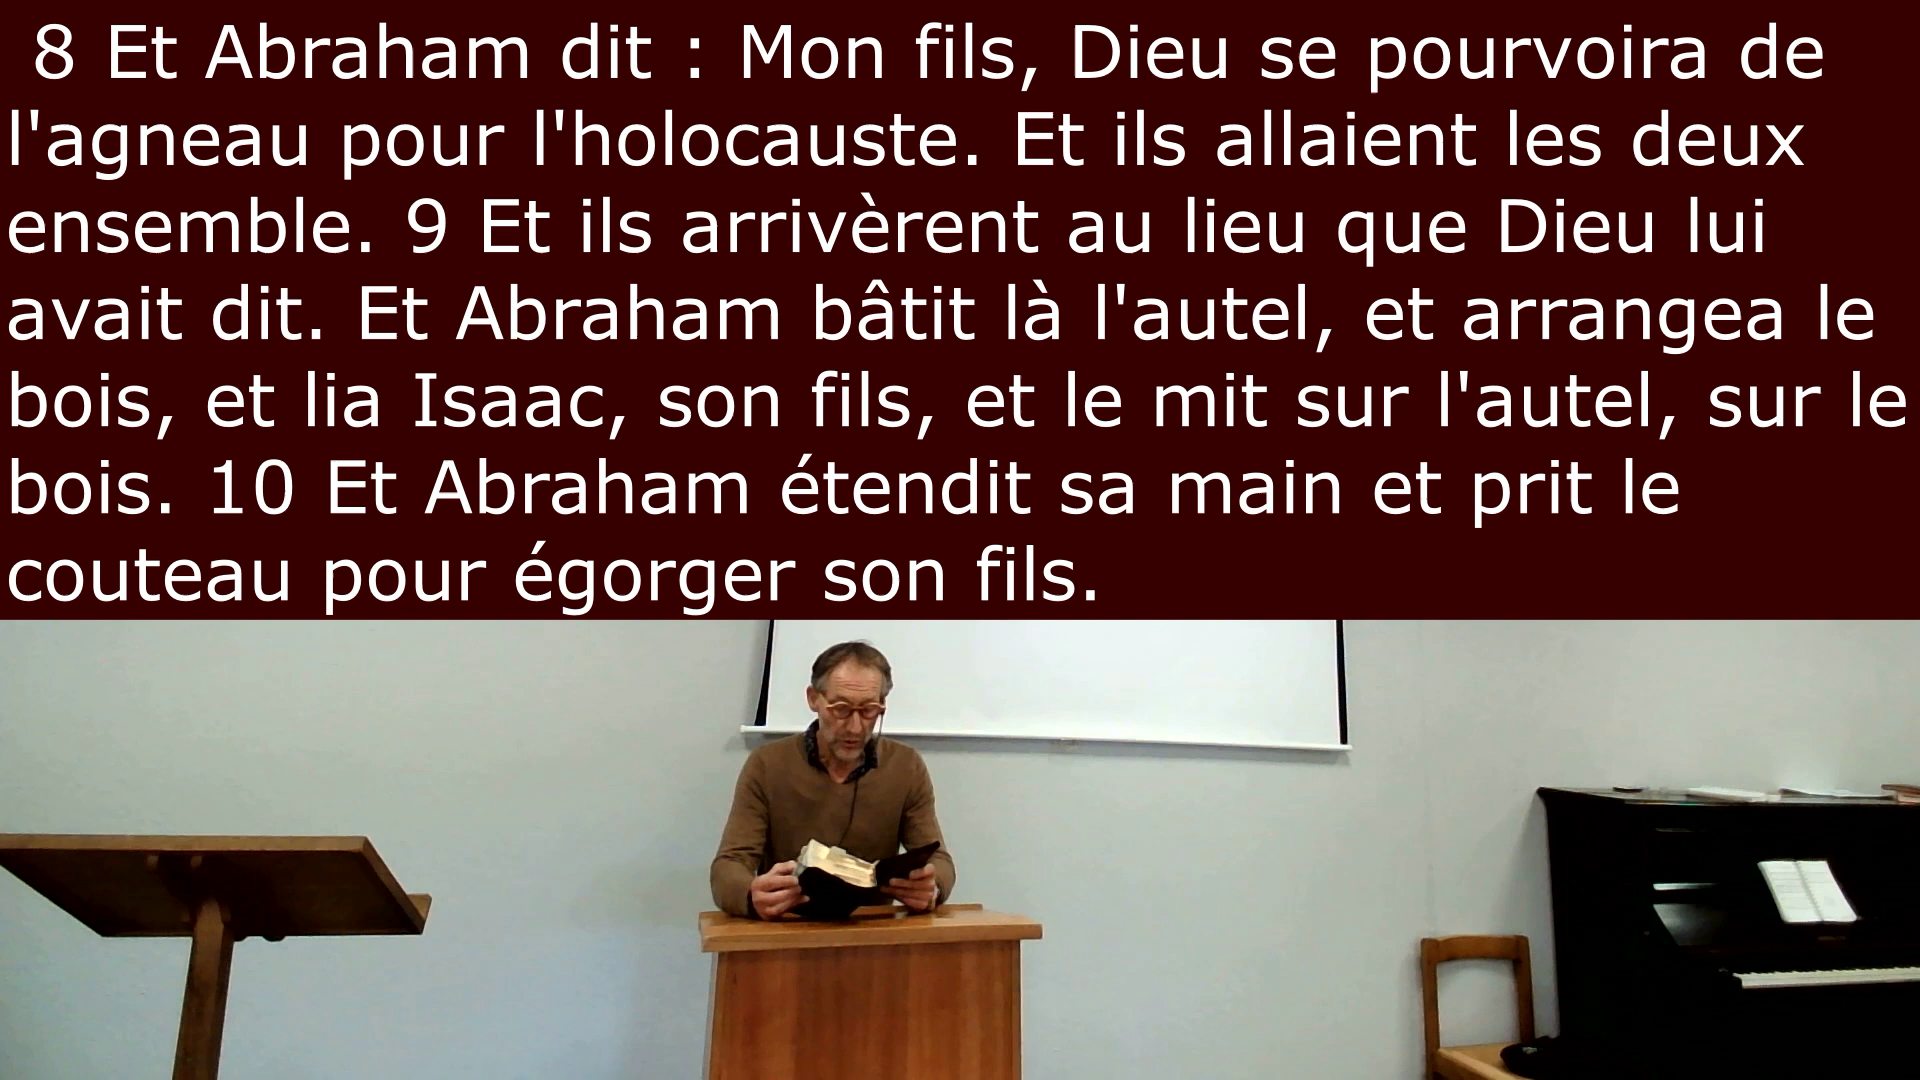 8 Et Abraham dit : Mon fils, Dieu se pourvoira de
l'agneau pour l'holocauste. Et ils allaient les deux
ensemble. 9 Et ils arrivèrent au lieu que Dieu lui
avait dit. Et Abraham bâtit là l'autel, et arrangea le
bois, et lia Isaac, son fils, et le mit sur l'autel, sur le
bois. 10 Et Abraham étendit sa main et prit le
couteau pour égorger son fils.